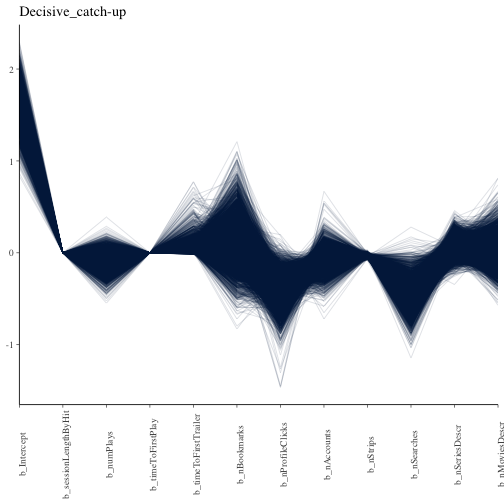 Decisive_catch-up
2
1
0
-1
b_Intercept
b_sessionLengthByHit
b_numPlays
b_timeToFirstPlay
b_timeToFirstTrailer
b_nBookmarks
b_nProfileClicks
b_nAccounts
b_nStrips
b_nSearches
b_nSeriesDescr
b_nMoviesDescr